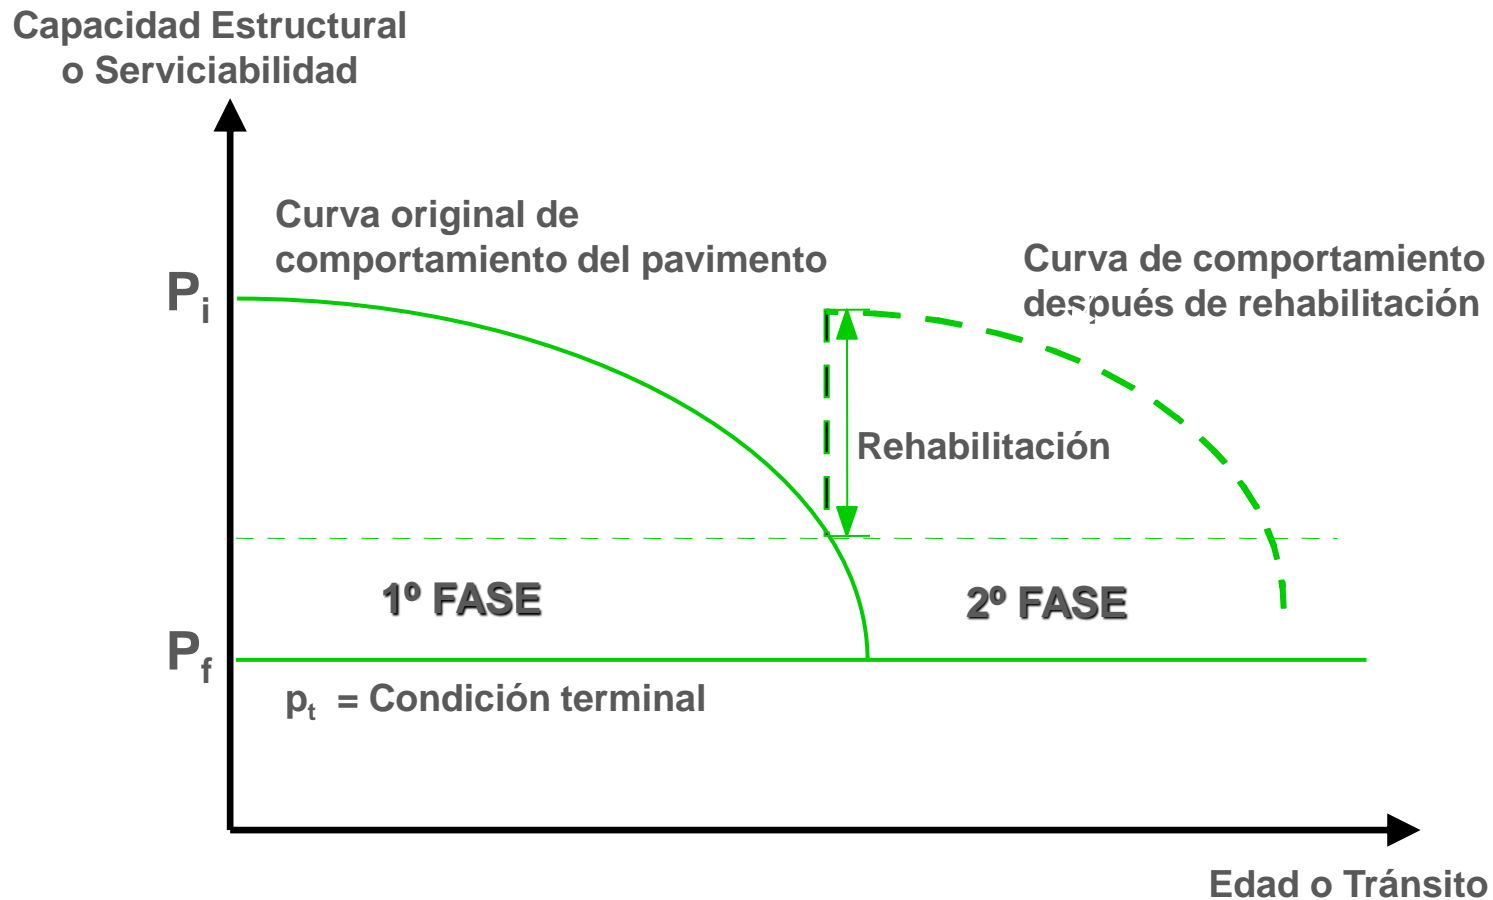 Capacidad Estructural
o Serviciabilidad
Curva original de
comportamiento del pavimento
Curva de comportamiento
después de rehabilitación
Pi
Rehabilitación
1º FASE
2º FASE
Pf
pt = Condición terminal
Edad o Tránsito